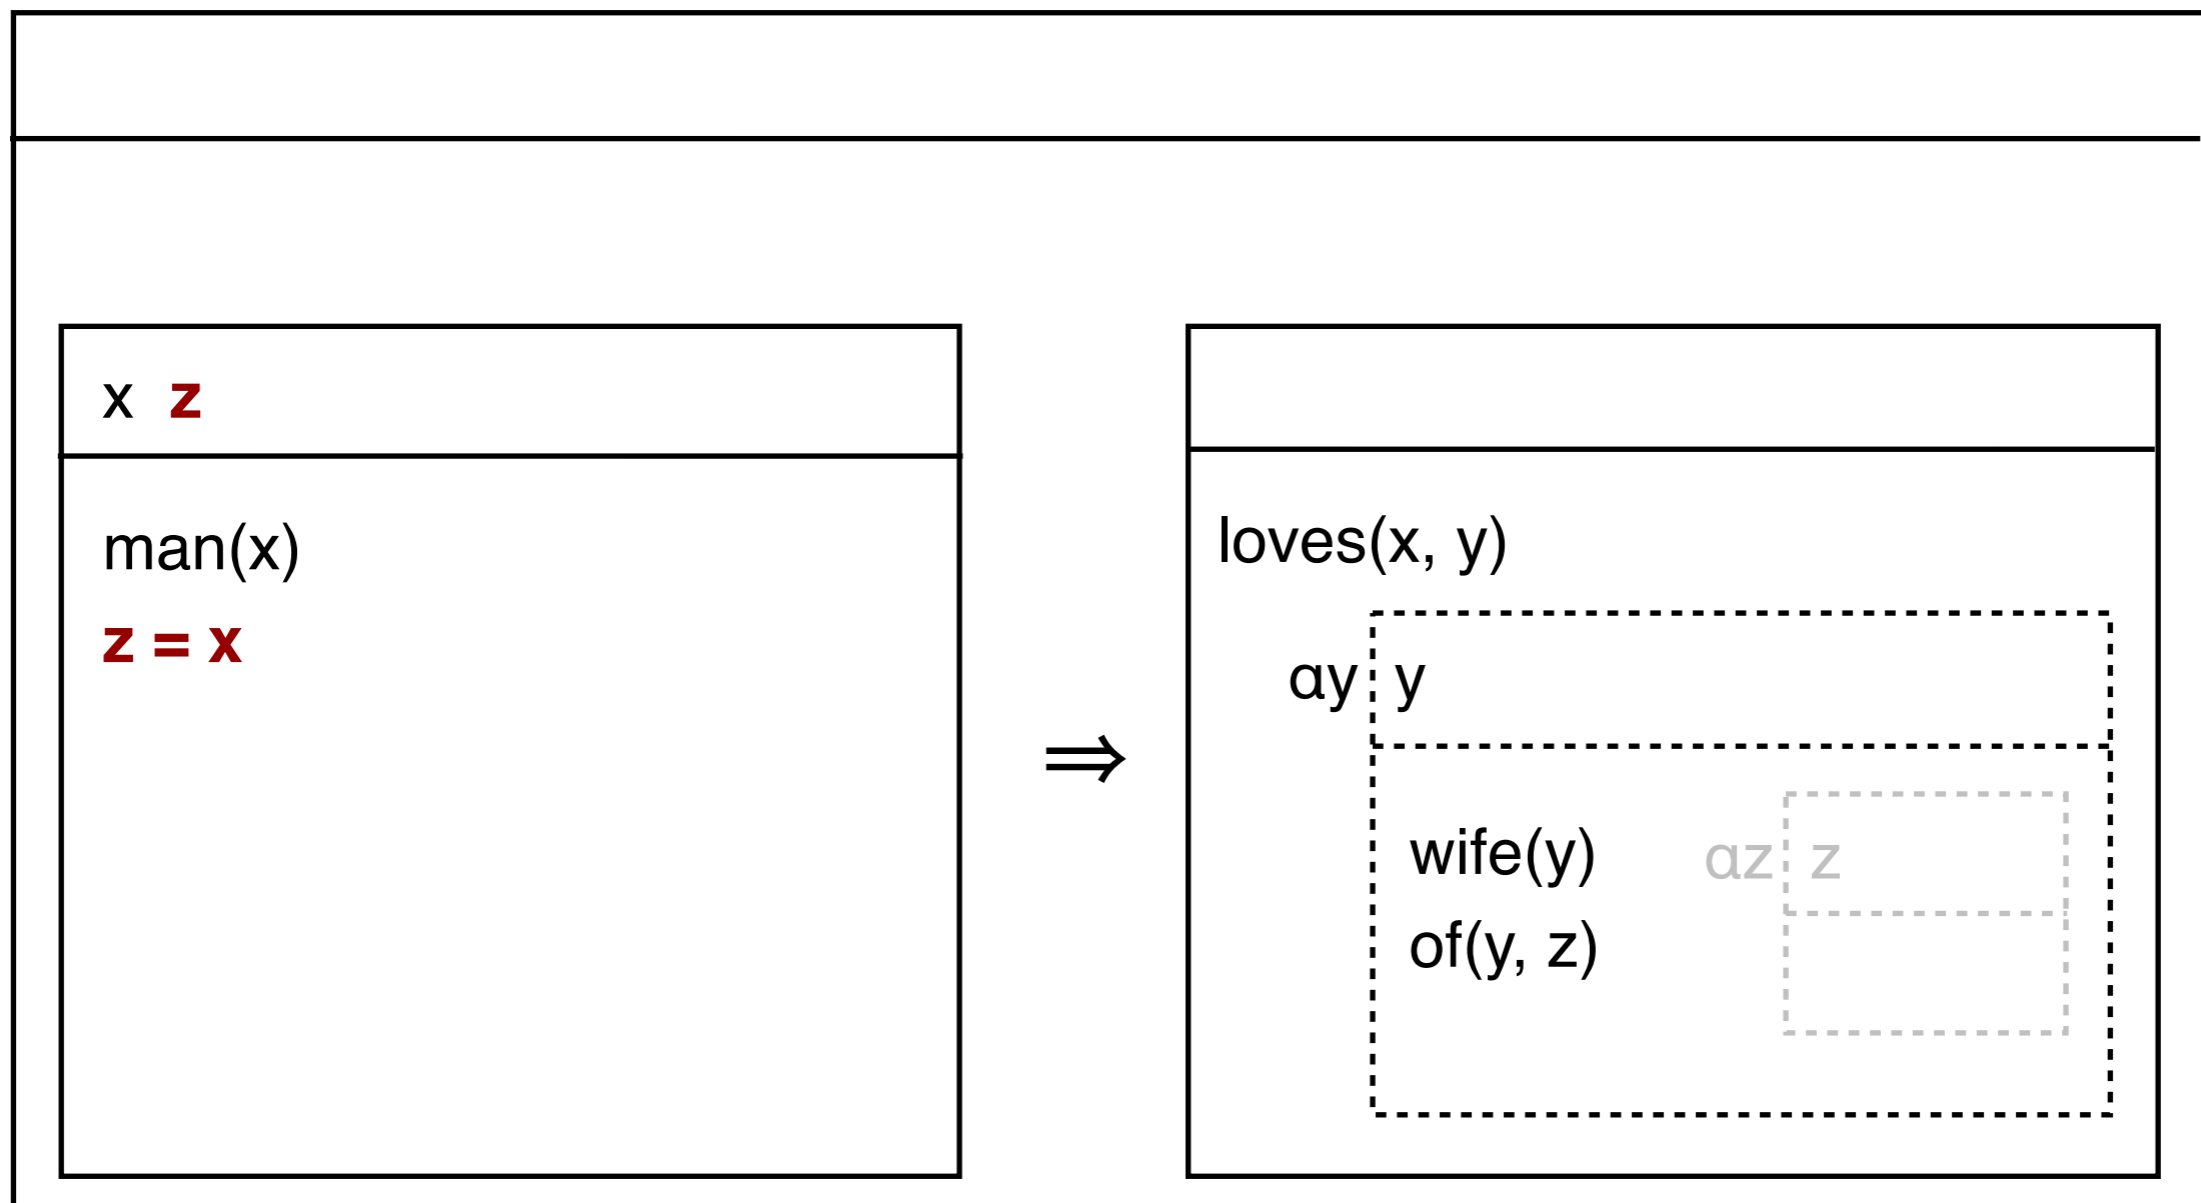 x z
man(x)
z = x
⇒
loves(x, y)
αy y
wife(y)
of(y, z)
αz z